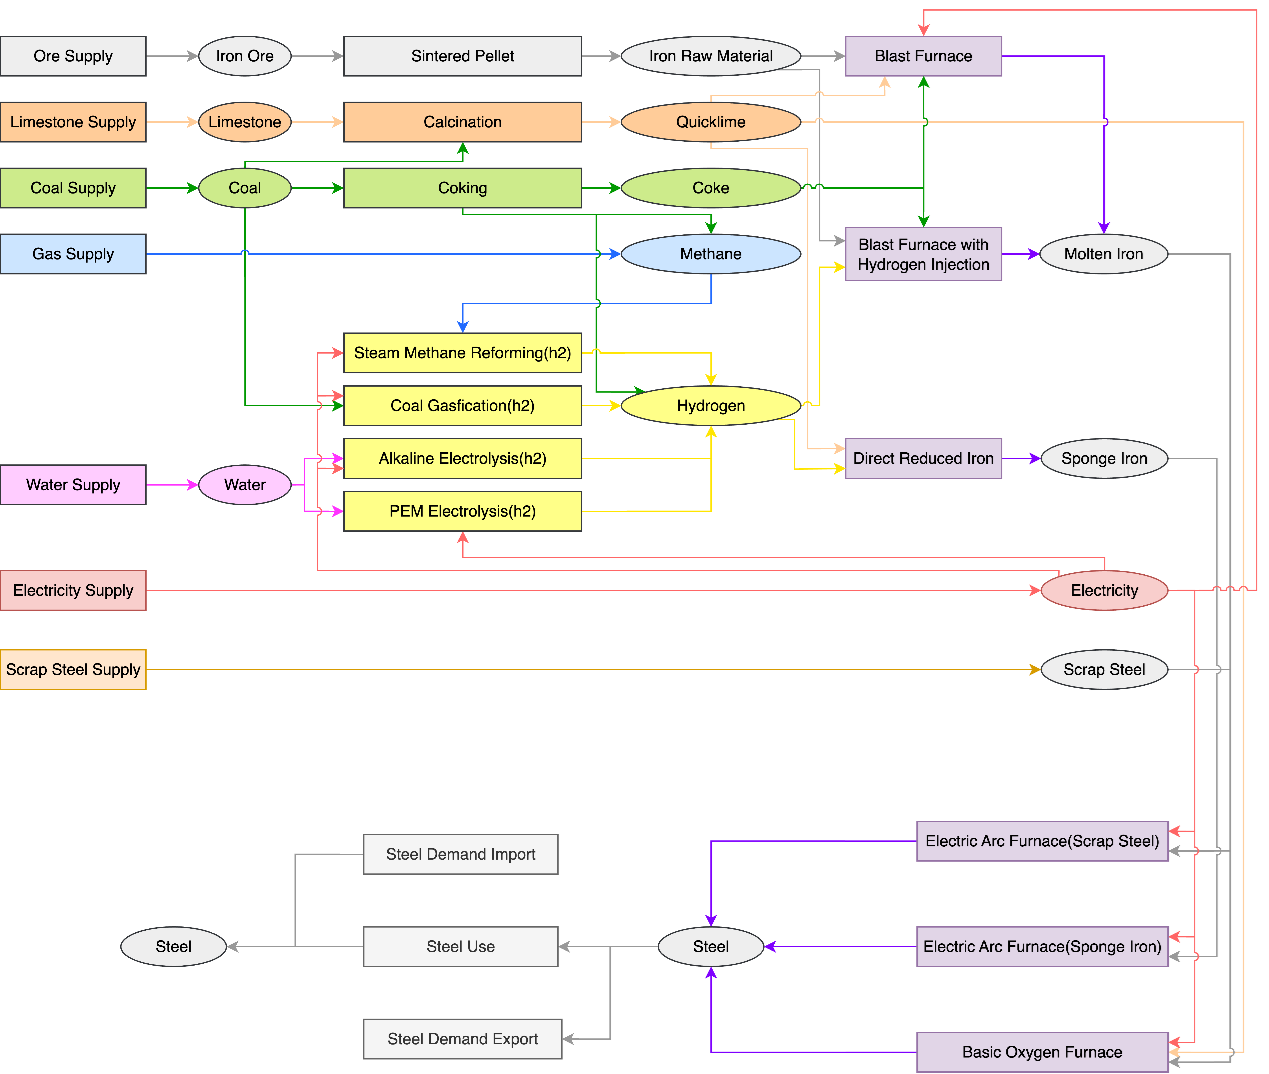 Ore Supply
Iron Ore
Sintered Pellet
Iron Raw Material
Blast Furnace
Limestone Supply
Limestone
Calcination
Quicklime
Coal Supply
Coal
Coking
Coke
Gas Supply
Methane
Blast Furnace with
Hydrogen Injection
Molten Iron
Steam Methane Reforming(h2)
Coal Gasfication(h2)
Hydrogen
Alkaline Electrolysis(h2)
Direct Reduced Iron
Sponge Iron
Water Supply
Water
PEM Electrolysis(h2)
Electricity Supply
Electricity
Scrap Steel Supply
Scrap Steel
Electric Arc Furnace(Scrap Steel)
Steel Demand Import
Steel
Steel Use
Steel
Electric Arc Furnace(Sponge Iron)
Steel Demand Export
Basic Oxygen Furnace